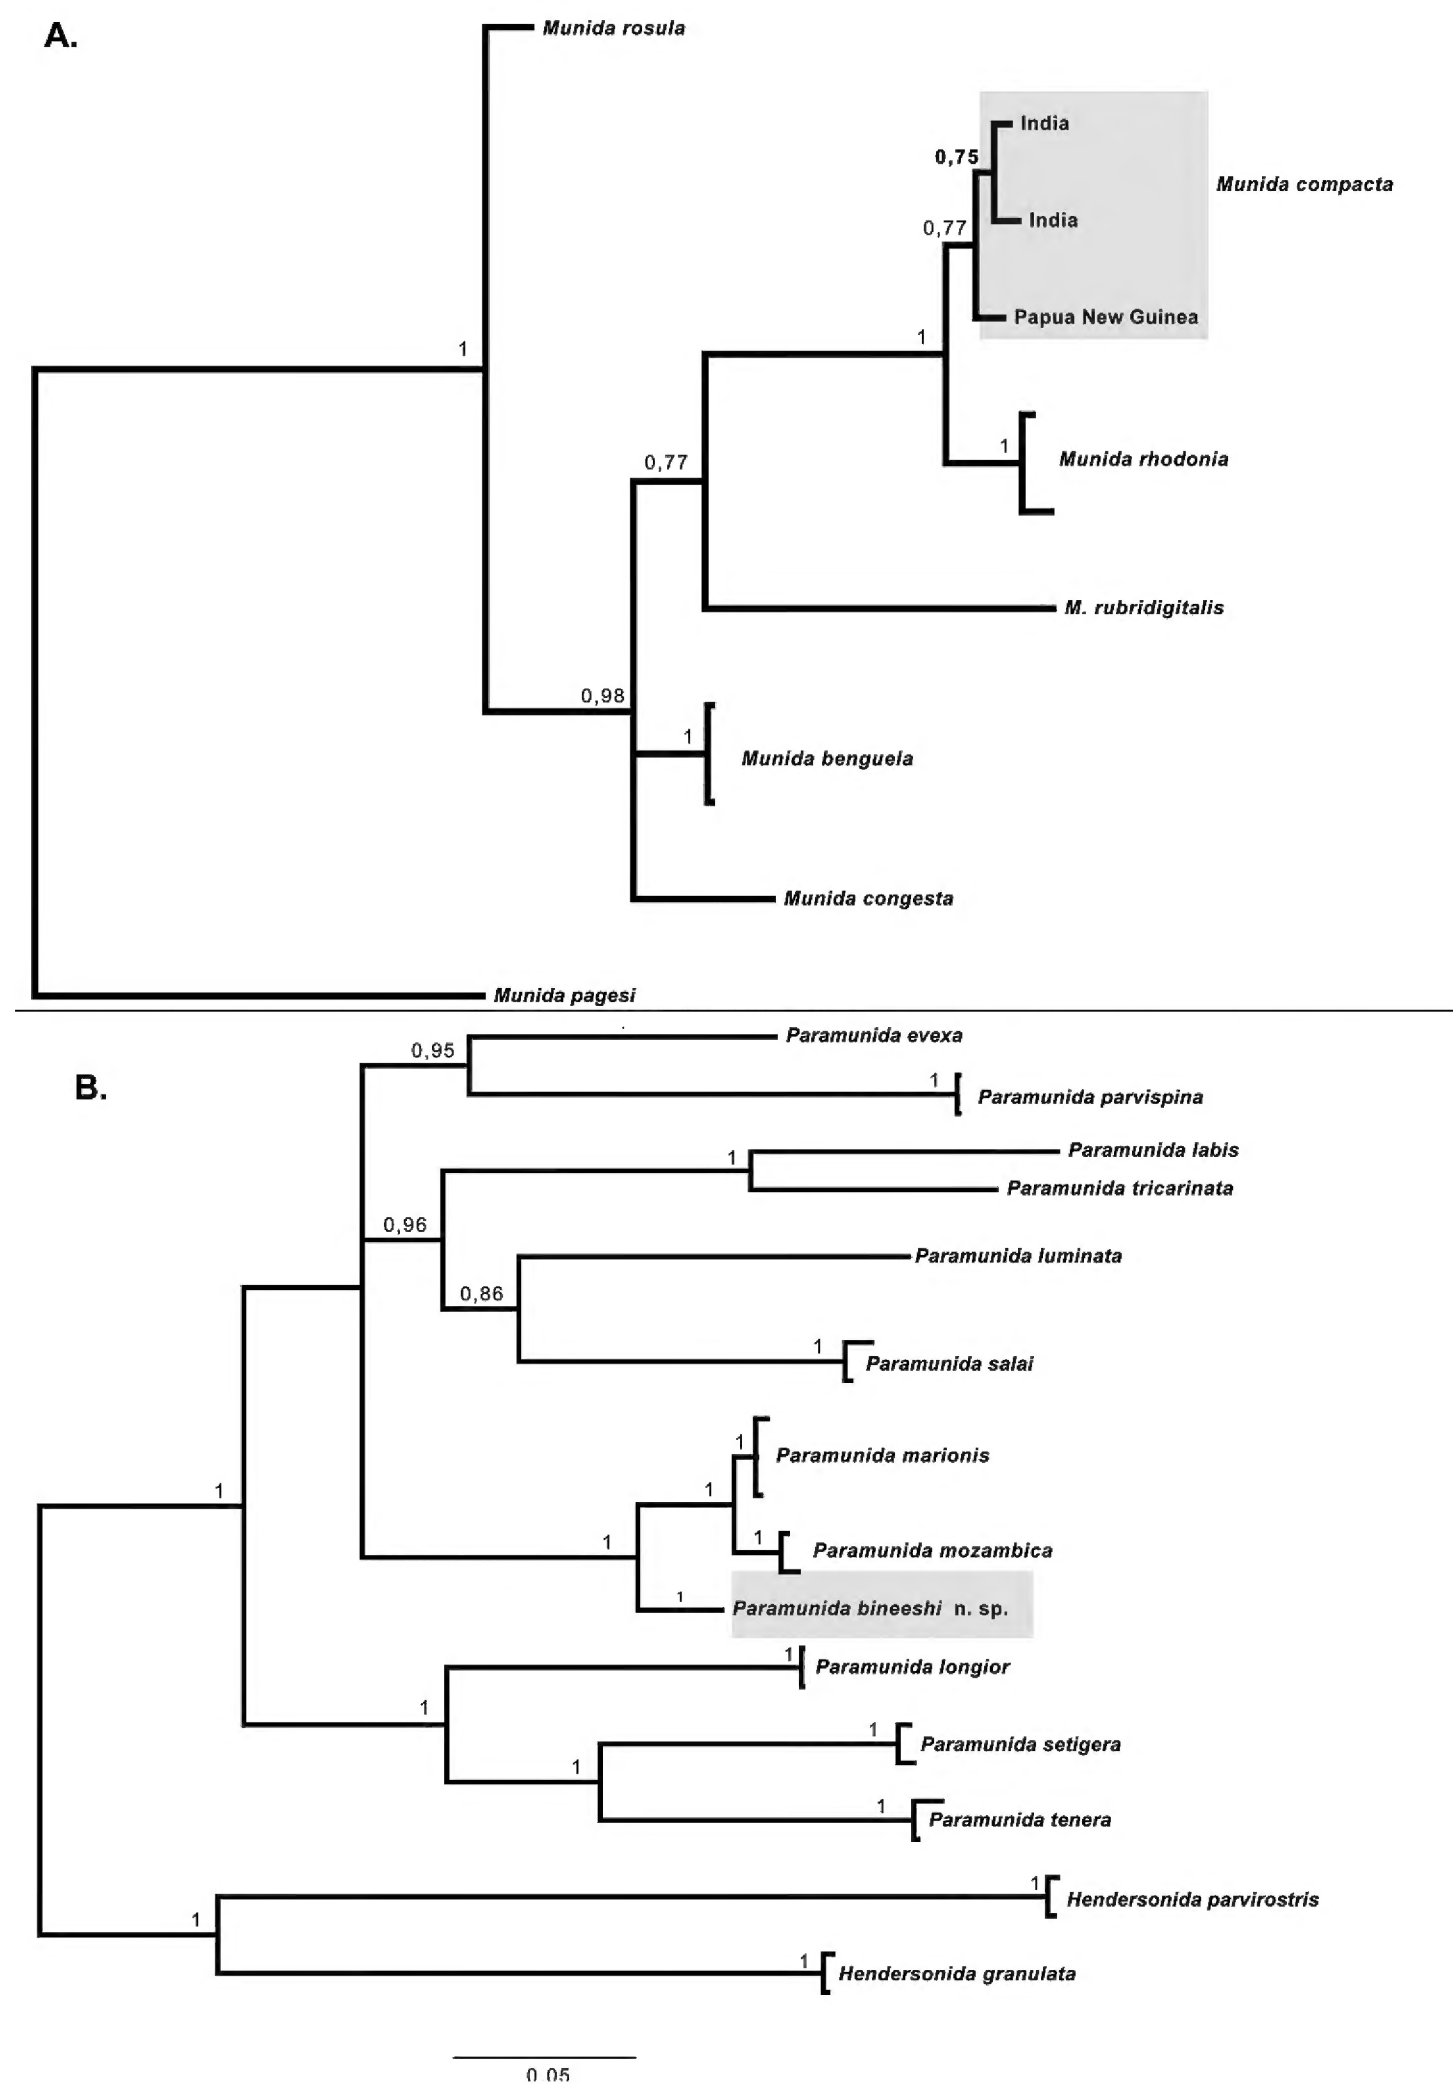 A.
Munida rosula
India
0,75
Munida compacta
India
0,77
Papua New Guinea
1
1
1
Munida rhodonia
0,77
M. rubridigitalis
0,98
1
Munida benguela
Munida congesta
Munida pagesi
B.
Paramunida evexa
0,95
1
Paramunida parvispina
1
Paramunida labis
Paramunida tricarinata
0,96
Paramunida luminata
0,86
1
Paramunida salai
1
Paramunida marionis
1
1
1
1
Paramunida mozambica
1
Paramunida bineeshi n. sp.
1
Paramunida longior
1
1
Paramunida setigera
1
1
Paramunida tenera
1
Hendersonida parvirostris
1
1
Hendersonida granulata
0.05